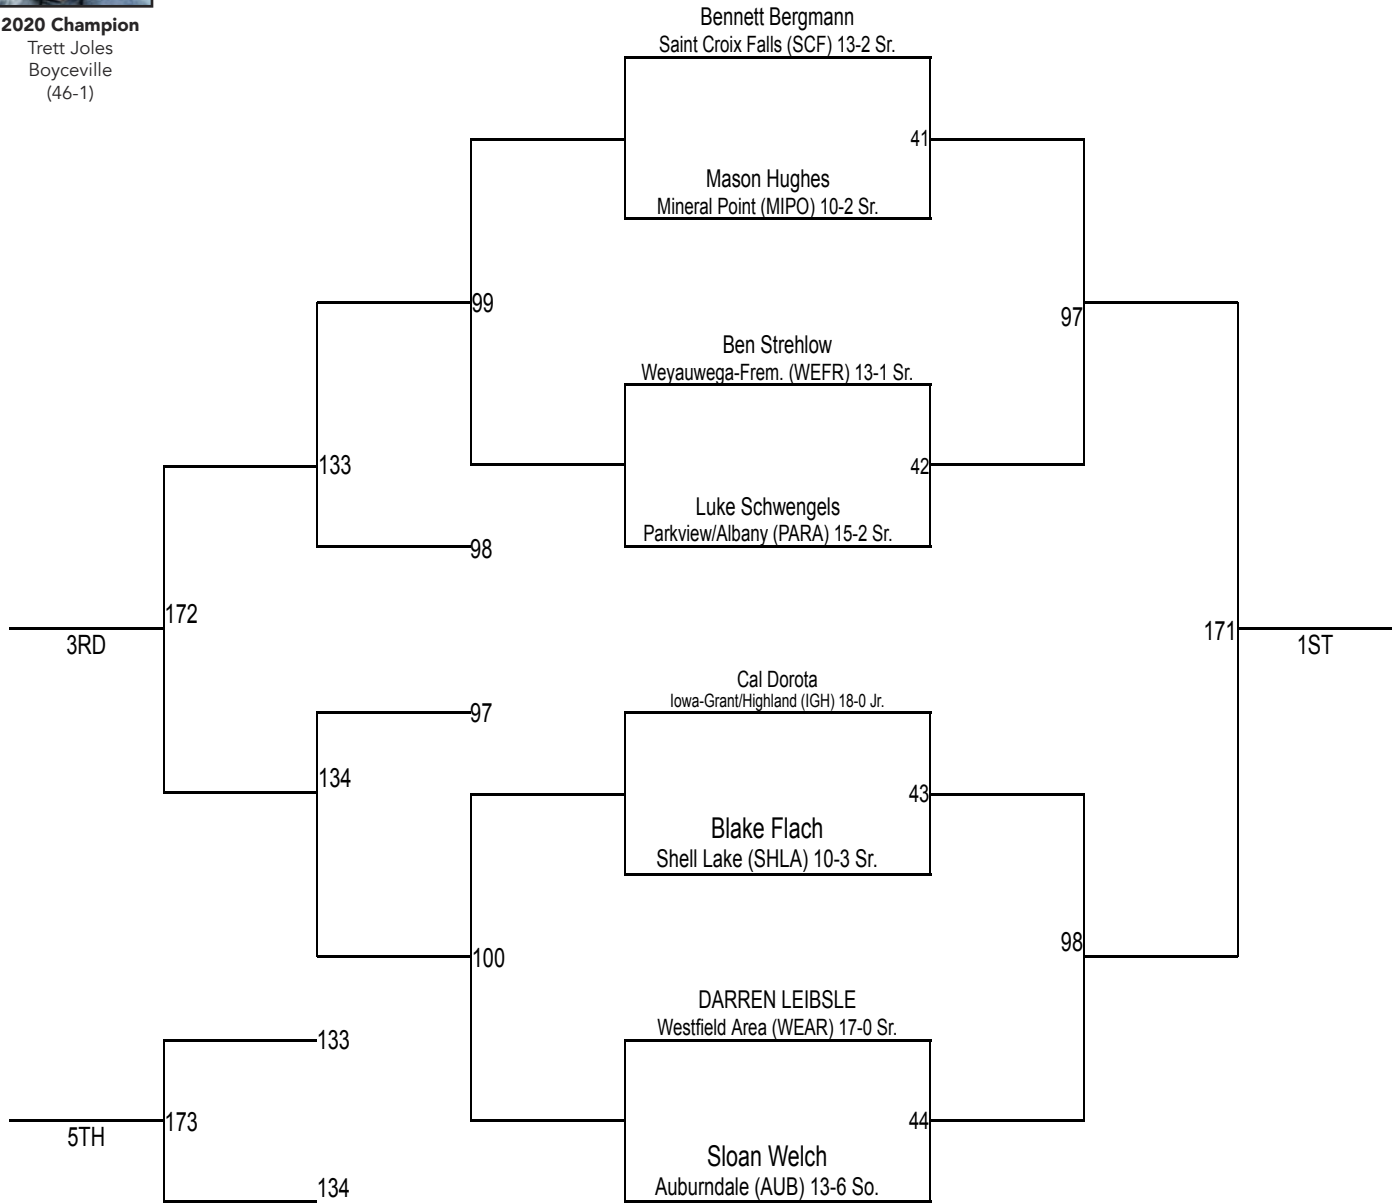 2020 Champion
Trett Joles
Boyceville
(46-1)
Bennett Bergmann
Saint Croix Falls (SCF) 13-2 Sr.
41
Mason Hughes
Mineral Point (MIPO) 10-2 Sr.
99
97
Ben Strehlow
Weyauwega-Frem. (WEFR) 13-1 Sr.
133
42
Luke Schwengels
Parkview/Albany (PARA) 15-2 Sr.
98
172
3RD
171
1ST
Cal Dorota
Iowa-Grant/Highland (IGH) 18-0 Jr.
97
134
43
Blake Flach
Shell Lake (SHLA) 10-3 Sr.
100
98
DARREN LEIBSLE
Westfield Area (WEAR) 17-0 Sr.
133
173
5TH
44
Sloan Welch
Auburndale (AUB) 13-6 So.
134